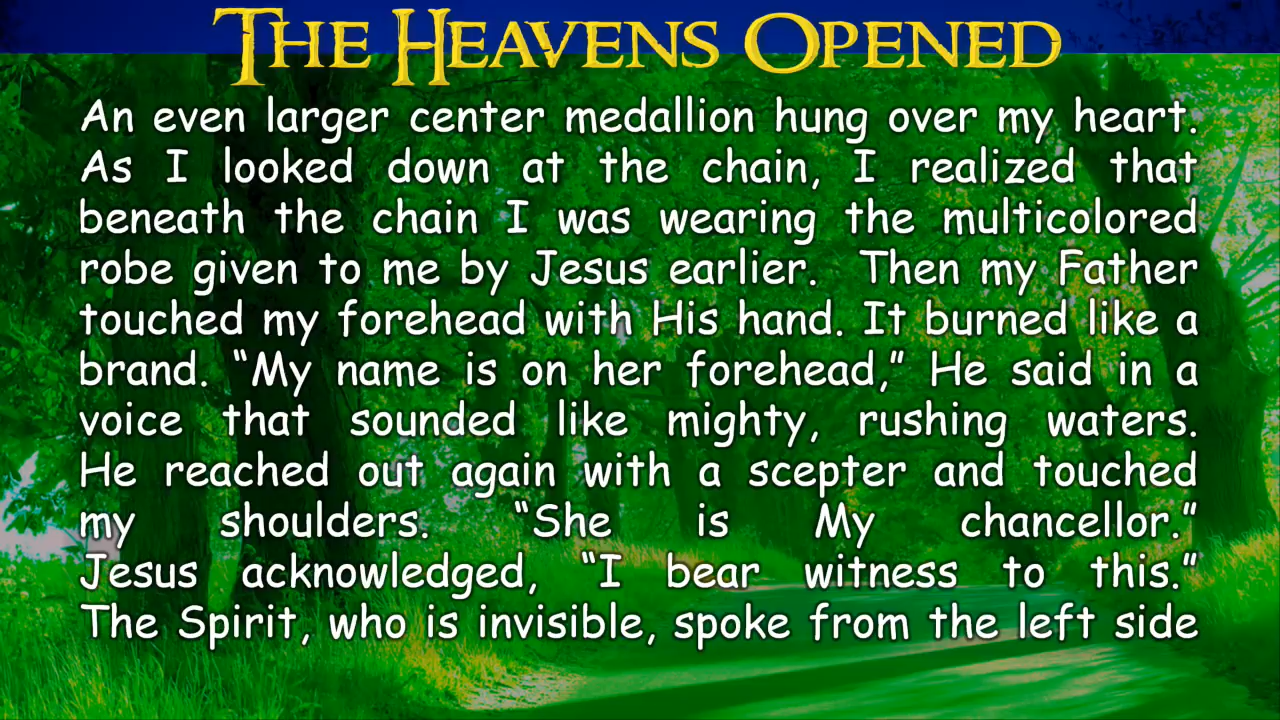 THE HEAVENS OPENED
An even larger center medallion hung over my heart.
As I looked down at the chain, I realized that
beneath the chain I was wearing the multicolored
robe given to me by Jesus earlier. Then my Father
touched my forehead with His hand. It burned like a
brand. “My name is on her forehead,” He said in a
voice that sounded like mighty, rushing waters.
He reached out again with a scepter and touched
my shoulders. “She is My chancellor.”
Jesus acknowledged, “I bear witness to this.”
The Spirit, who is invisible, spoke from the left side